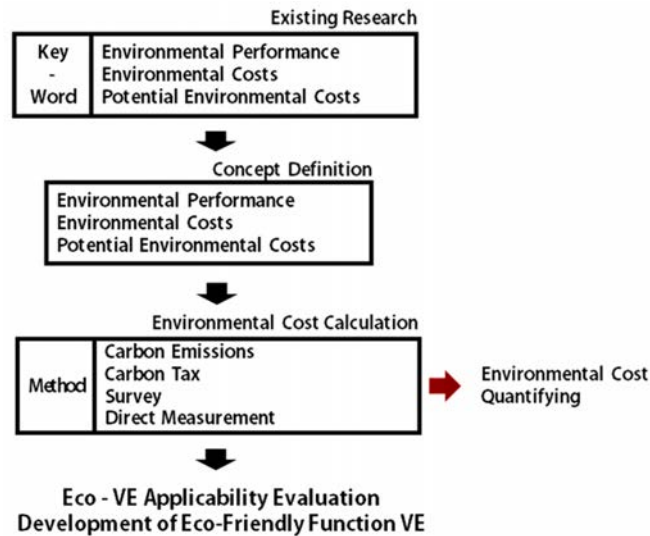 Existing Research
Key
-
Word
Environmental Performance
Environmental Costs
Potential Environmental Costs
Concept Definition
Environmental Performance
Environmental Costs
Potential Environmental Costs
Environmental Cost Calculation
Method
Carbon Emissions
Carbon Tax
Survey
Direct Measurement
Environmental Cost
Quantifying
Eco - VE Applicability Evaluation
Development of Eco-Friendly Function VE